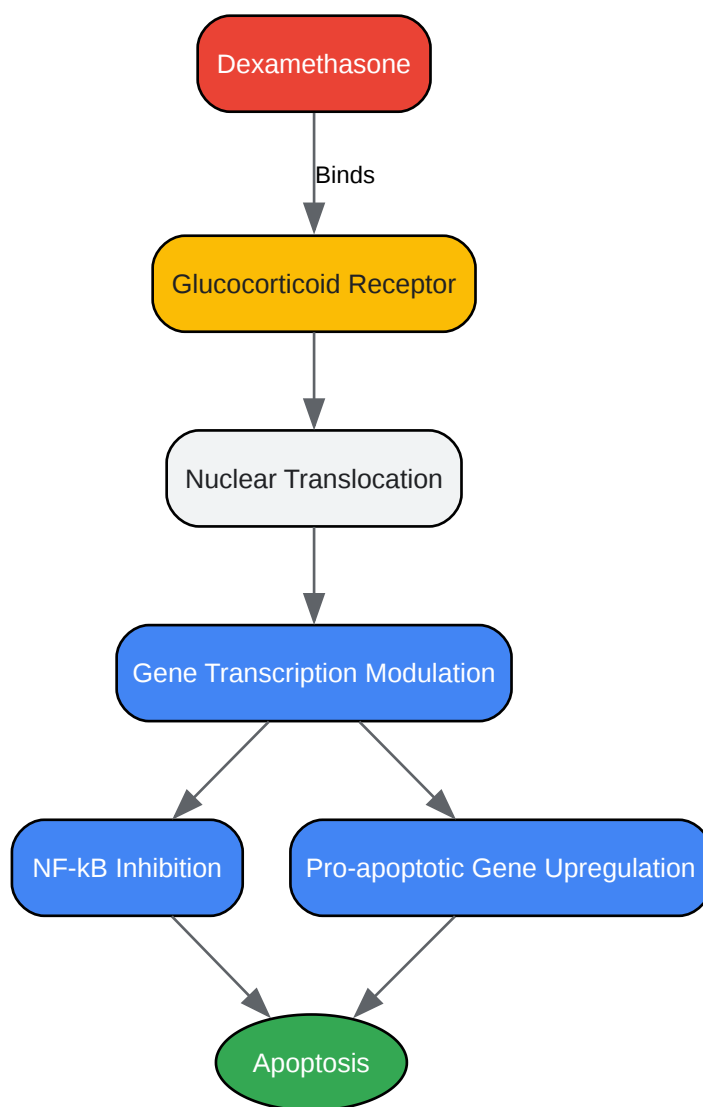 Dexamethasone
Binds
Glucocorticoid Receptor
Nuclear Translocation
Gene Transcription Modulation
NF-kB Inhibition
Pro-apoptotic Gene Upregulation
Apoptosis